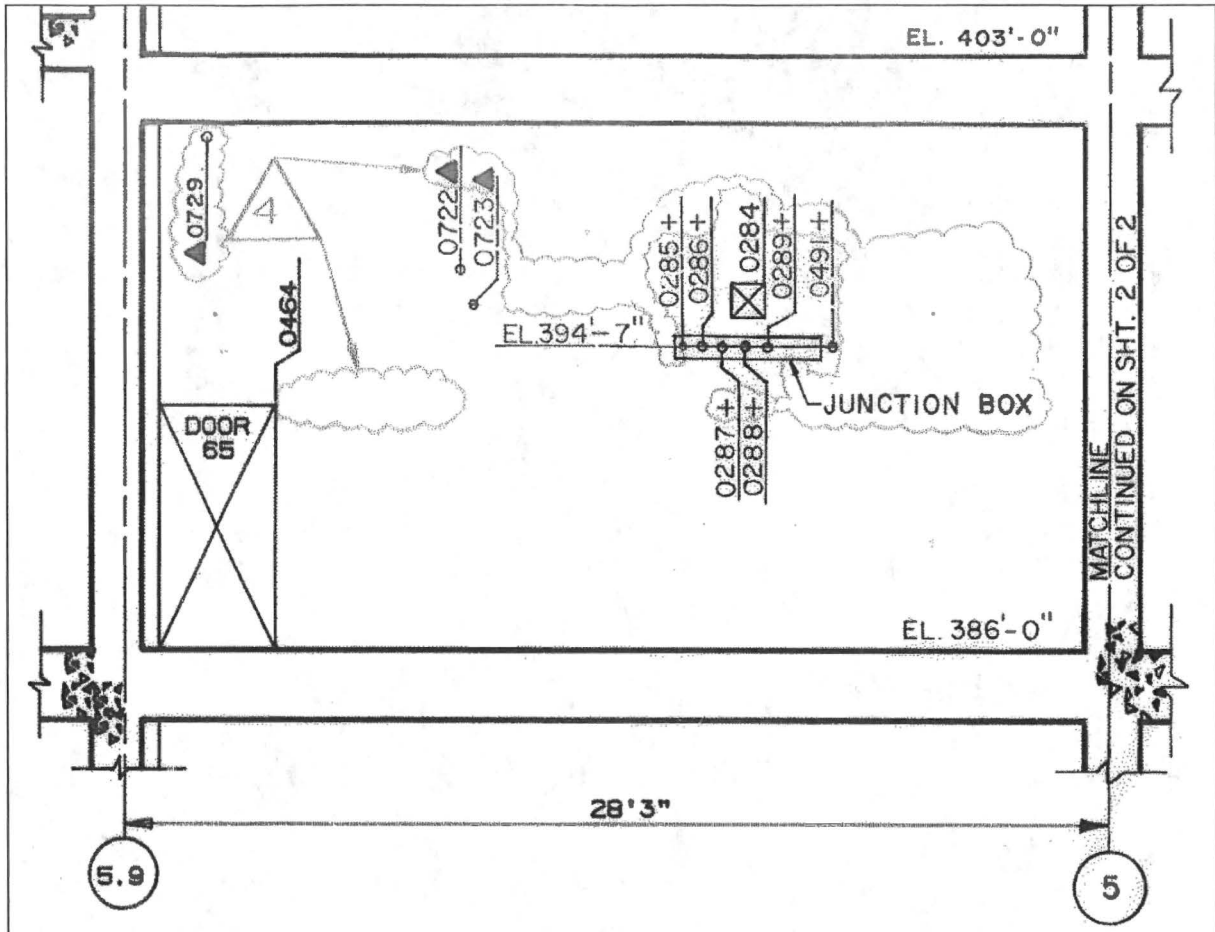 EL. 403'-0"
▲0729
4
0722▲
0723▲
0464
0285+
0286+
0284
0289+
0491+
EL.394'-7"
JUNCTION BOX
0287+
0288+
DOOR
65
MATCHLINE
CONTINUED ON SHT. 2 OF 2
EL. 386'-0"
28'3"
5.9
5